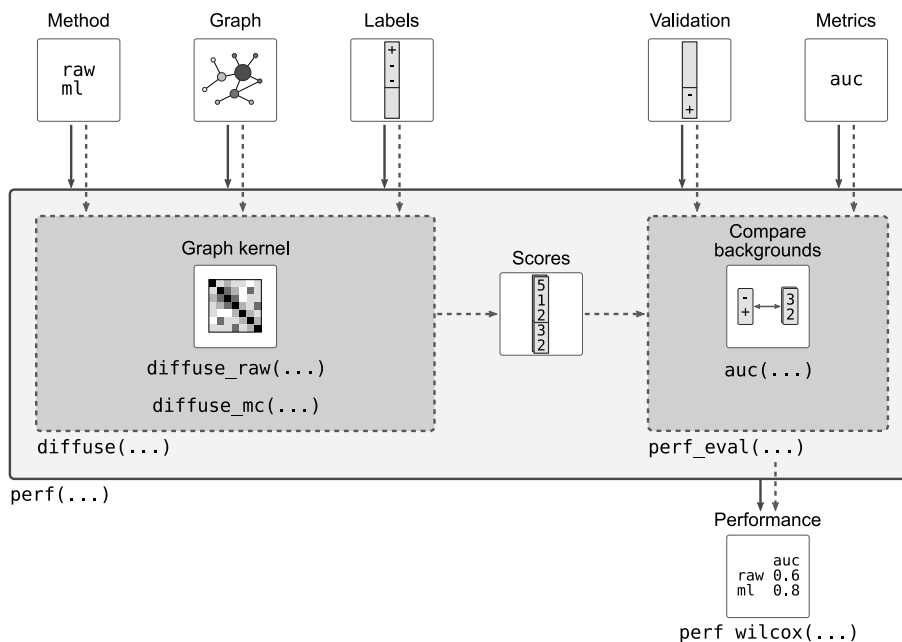 Method
Graph
Labels
Validation
Metrics
raw
ml
+
-
-
-
+
auc
Graph kernel
diffuse_raw(...)
diffuse_mc(...)
diffuse(...)
Scores
5
1
2
3
2
Compare
backgrounds
-
+
3
2
auc(...)
perf_eval(...)
perf(...)
Performance
auc
raw 0.6
ml 0.8
perf_wilcox(...)